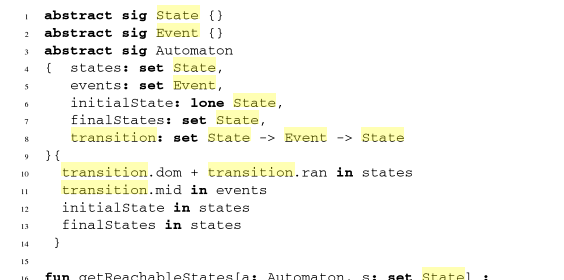 1 abstract sig State {}
2 abstract sig Event {}
3 abstract sig Automaton
4 { states: set State,
5 events: set Event,
6 initialState: lone State,
7 finalStates: set State,
8 transition: set State -> Event -> State
9 }{
10 transition.dom + transition.ran in states
11 transition.mid in events
12 initialState in states
13 finalStates in states
14 }
15
16 fun getReachableStates[a: Automaton, s: set State] :